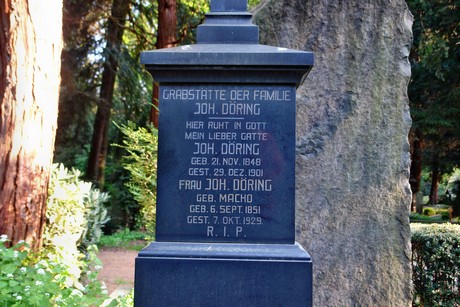 GRABSTÄTTE DER FAMILIE
JOH. DÖRING
HIER RUHT IN GOTT
MEIN LIEBER GATTE
JOH. DÖRING
GEB. 21. NOV. 1848
GEST. 29. DEZ. 1901
FRAU JOH. DÖRING
GEB. MACHO
GEB. 6. SEPT. 1851
GEST. 7. OKT. 1929.
R. I. P.